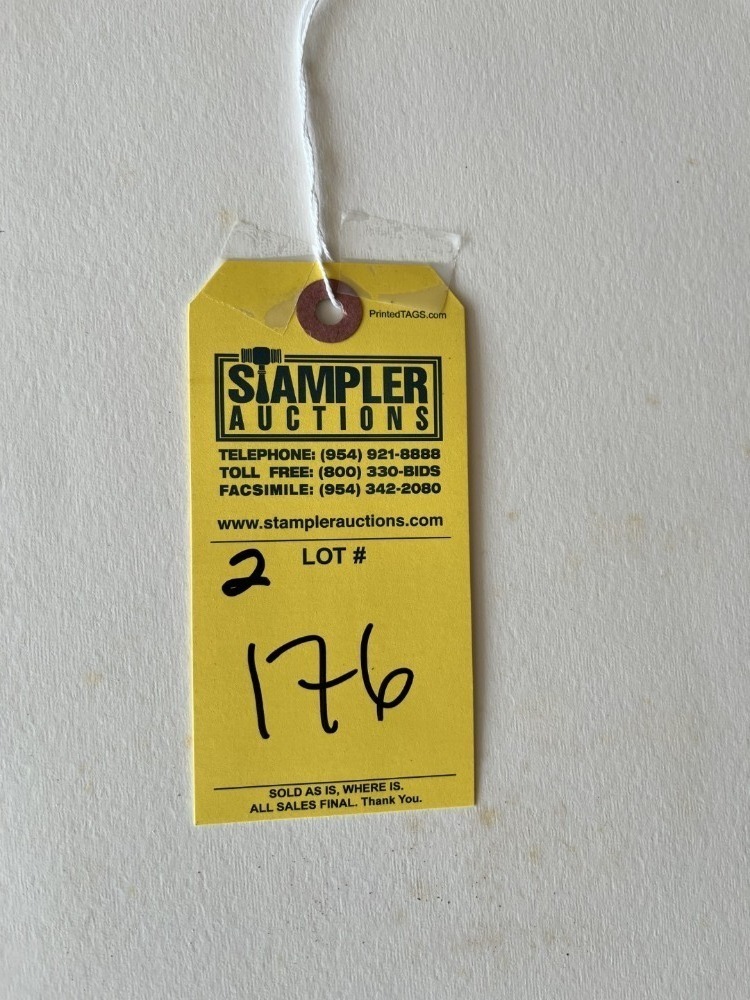 PrintedTAGS.com
STAMPLER
AUCTIONS
TELEPHONE: (954) 921-8888
TOLL FREE: (800) 330-BIDS
FACSIMILE: (954) 342-2080
www.stamplerauctions.com
2 LOT #
176
SOLD AS IS, WHERE IS.
ALL SALES FINAL. Thank You.